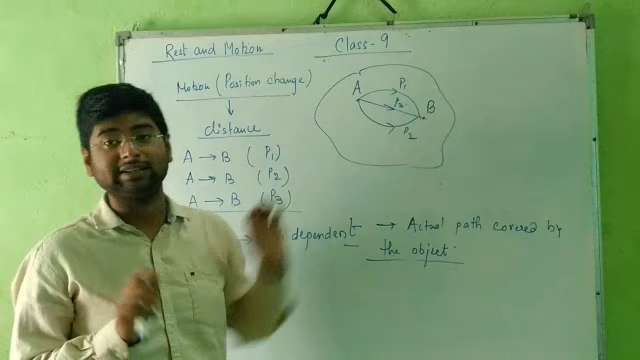 Rest and Motion
Class - 9
Motion (Position change)
↓
distance
A → B (P1)
A → B (P2)
A → B (P3)
→ dependent → Actual path covered by
the object.
A
P1
P3
B
P2